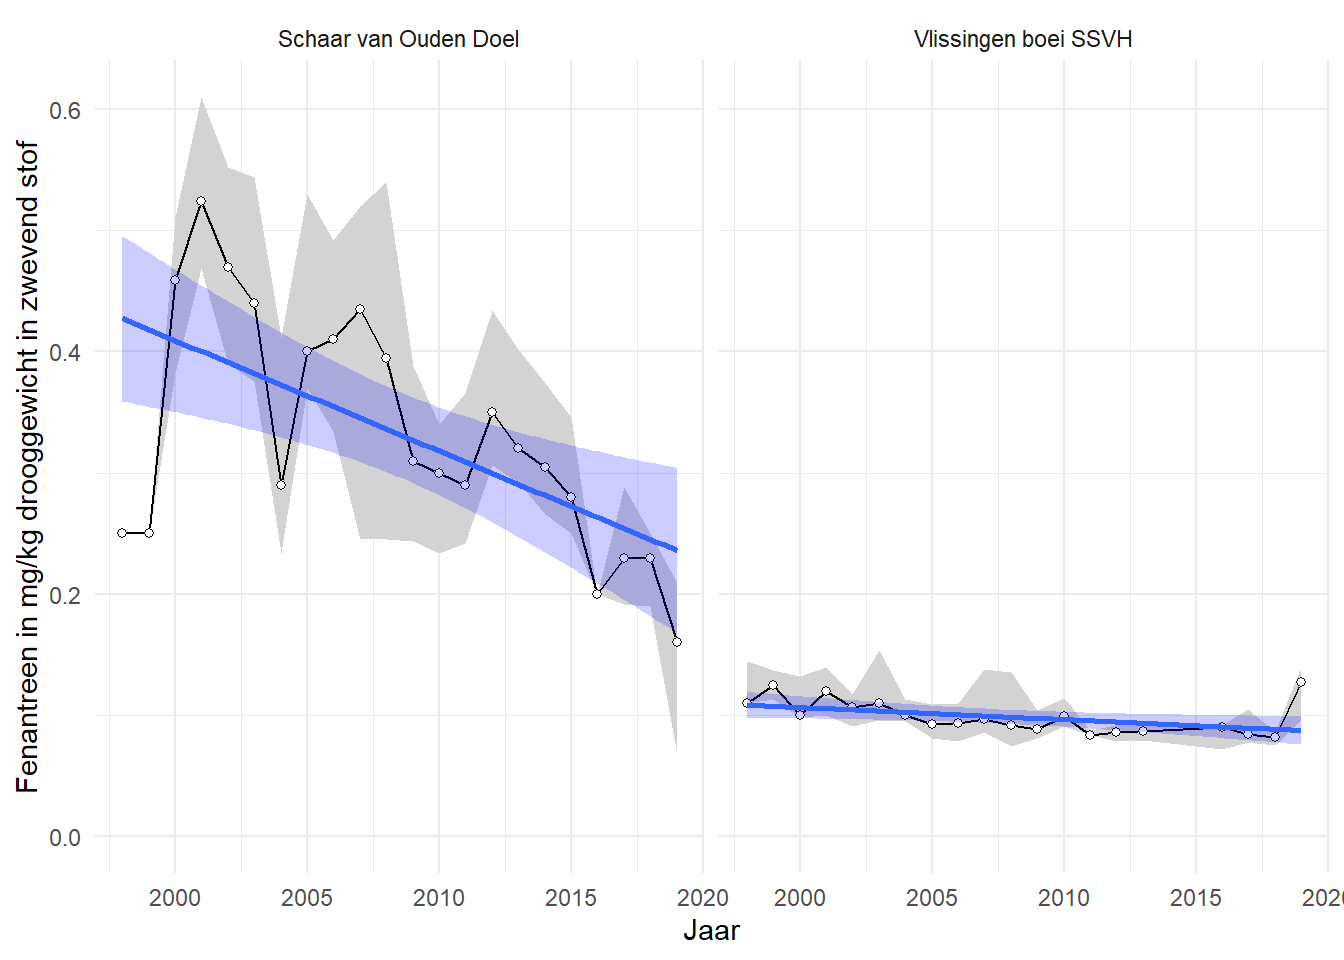 Schaar van Ouden Doel
Vlissingen boei SSVH
Fenantreen in mg/kg drooggewicht in zwevend stof
0.6
0.4
0.2
0.0
2000 2005 2010 2015 2020 2000 2005 2010 2015 2020
Jaar